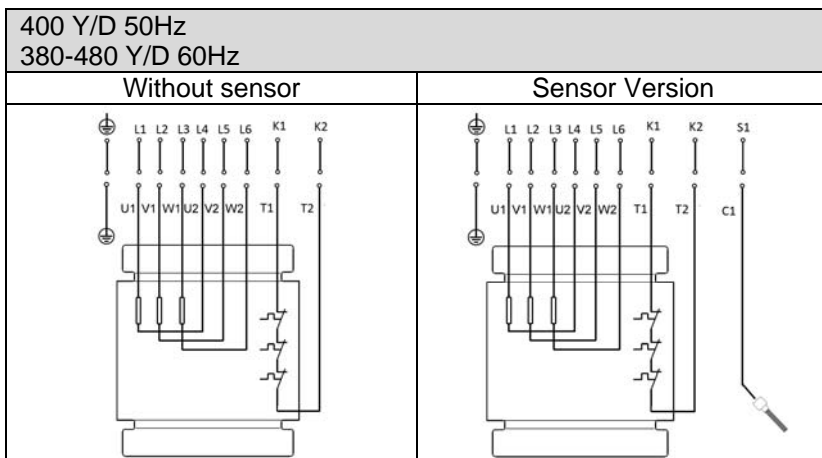 400 Y/D 50Hz
380-480 Y/D 60Hz
Without sensor
Sensor Version
L1 L2 L3 L4 L5 L6 K1 K2
U1 V1 W1 U2 V2 W2 T1 T2
L1 L2 L3 L4 L5 L6 K1 K2 S1
U1 V1 W1 U2 V2 W2 T1 T2 C1